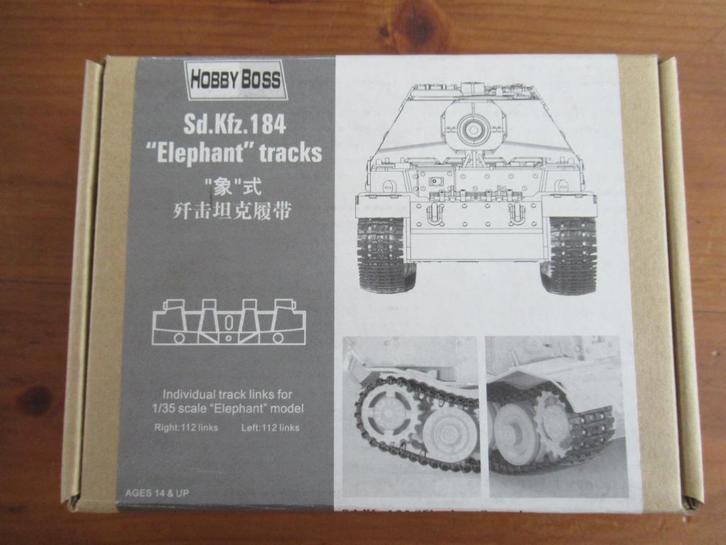 HOBBY BOSS
Sd.Kfz.184
"Elephant" tracks
"象"式
歼击坦克履带
Individual track links for
1/35 scale "Elephant" model
Right:112 links Left:112 links
AGES 14 & UP